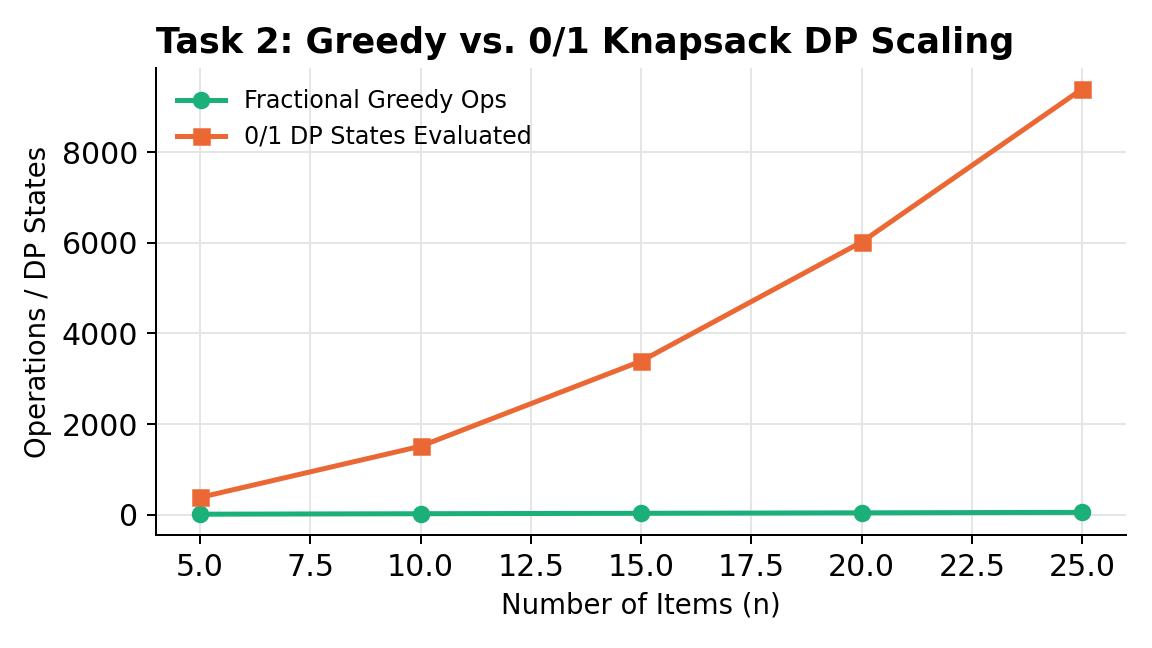 Task 2: Greedy vs. 0/1 Knapsack DP Scaling
Fractional Greedy Ops
0/1 DP States Evaluated
Operations / DP States
8000
6000
4000
2000
0
5.0 7.5 10.0 12.5 15.0 17.5 20.0 22.5 25.0
Number of Items (n)